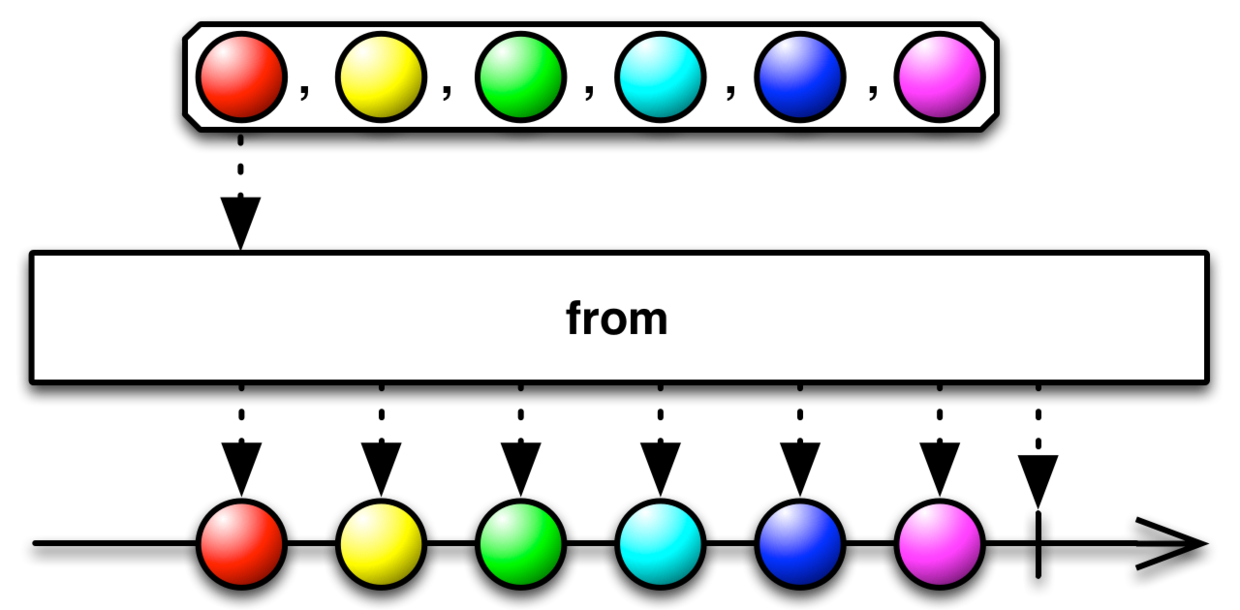 , , , , ,
from